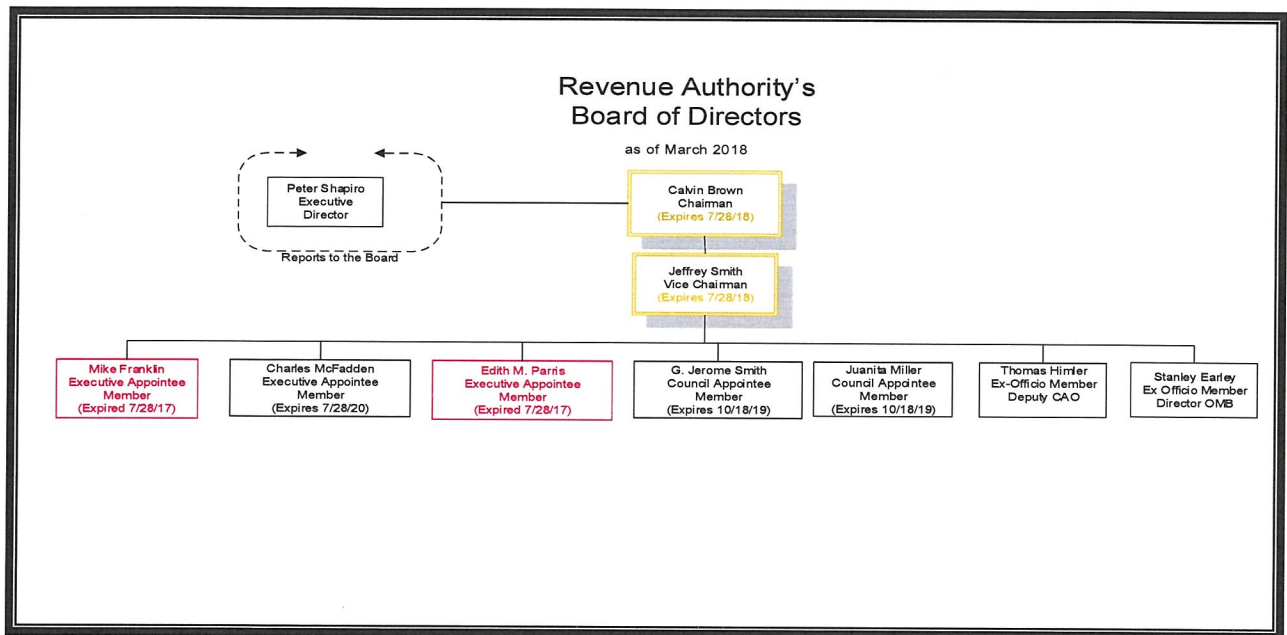 Revenue Authority's
Board of Directors
as of March 2018
Peter Shapiro
Executive
Director
Reports to the Board
Calvin Brown
Chairman
(Expires 7/28/18)
Jeffrey Smith
Vice Chairman
(Expires 7/28/18)
Mike Franklin
Executive Appointee
Member
(Expired 7/28/17)
Charles McFadden
Executive Appointee
Member
(Expires 7/28/20)
Edith M. Parris
Executive Appointee
Member
(Expired 7/28/17)
G. Jerome Smith
Council Appointee
Member
(Expires 10/18/19)
Juanita Miller
Council Appointee
Member
(Expires 10/18/19)
Thomas Himler
Ex-Officio Member
Deputy CAO
Stanley Earley
Ex Officio Member
Director OMB